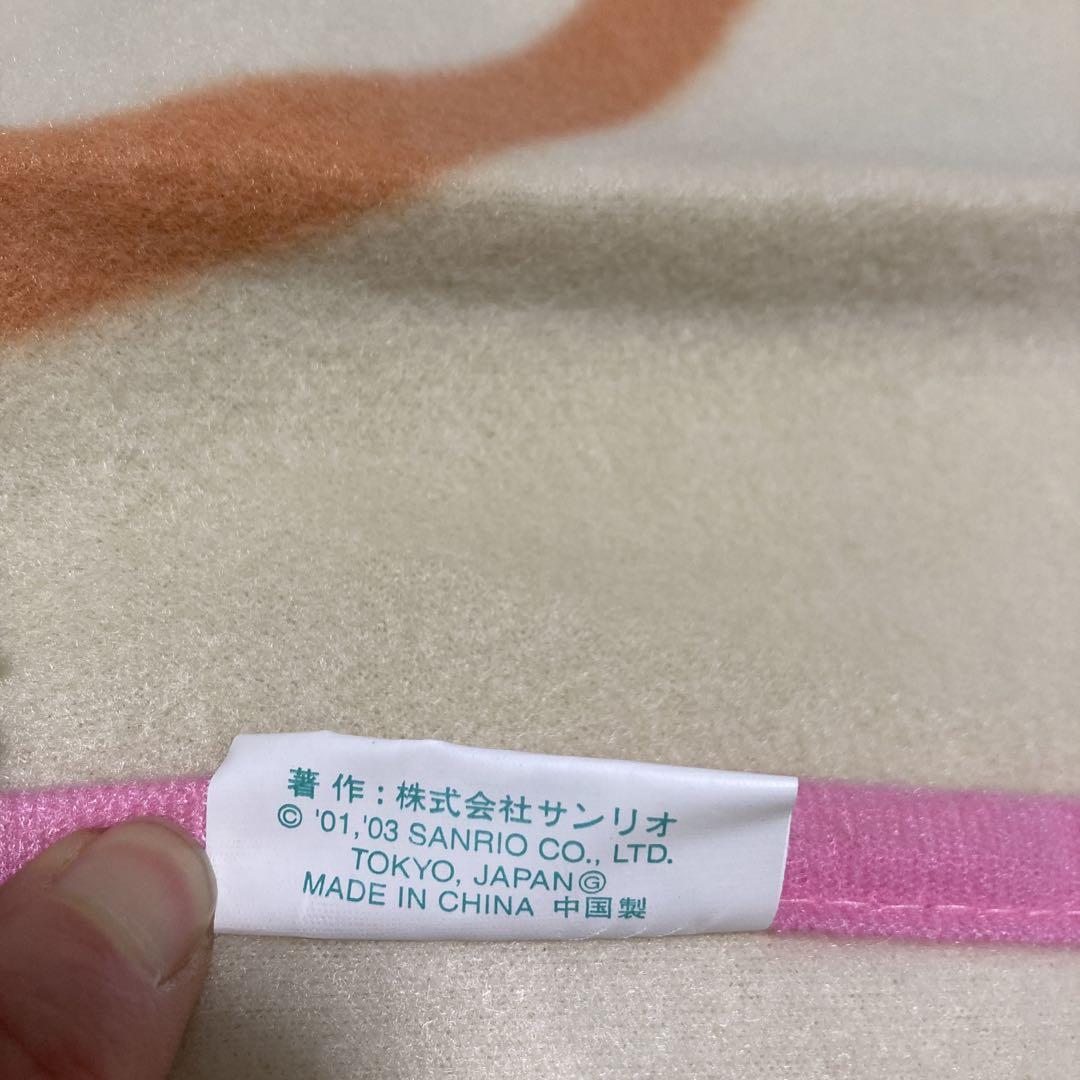 著作:株式会社サンリオ
© '01,'03 SANRIO CO., LTD.
TOKYO, JAPANⒼ
MADE IN CHINA 中国製